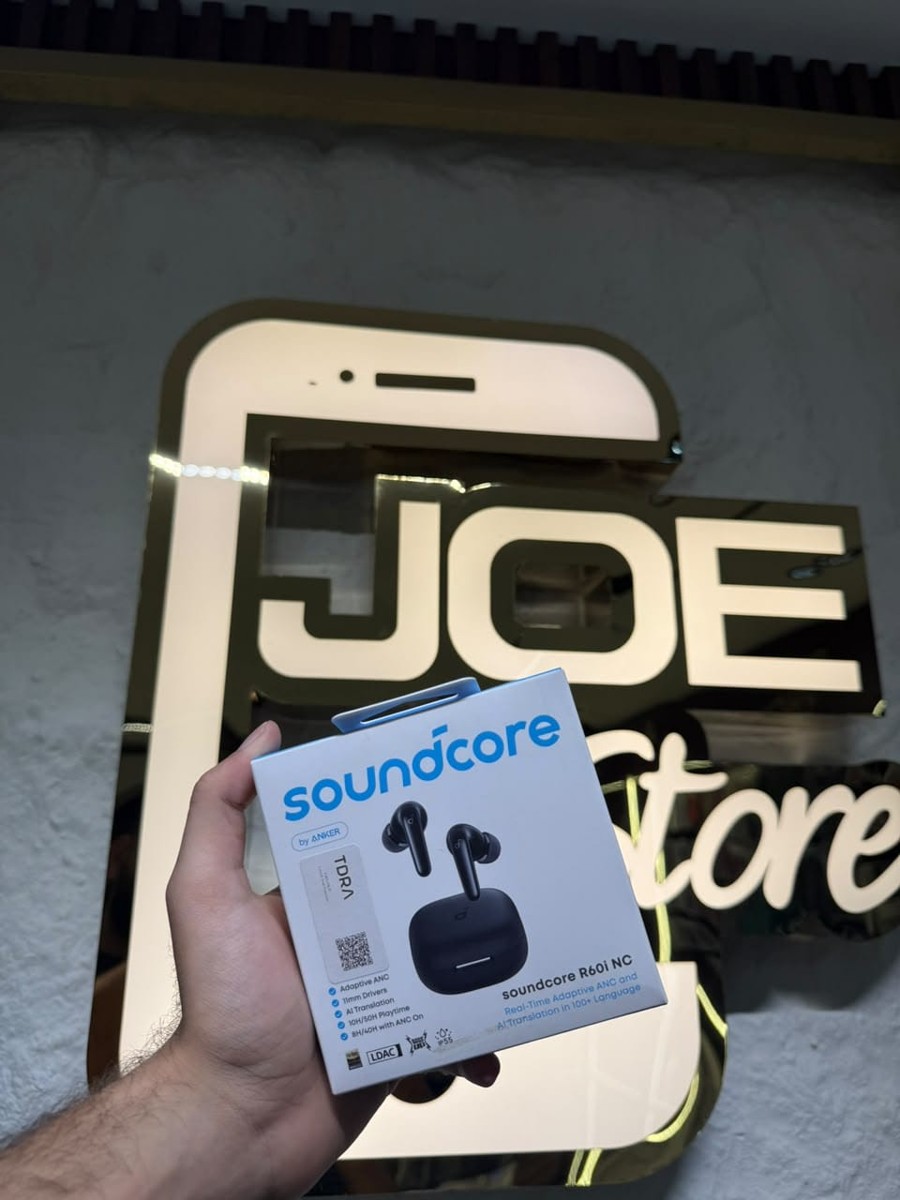 JOE
Store
soundcore
by ANKER
TDRA
Adaptive ANC
11mm Drivers
AI Translation
10H/50H Playtime
8H/40H with ANC On
LDAC
IP55
soundcore R60i NC
Real-Time Adaptive ANC and
AI Translation in 100+ Language